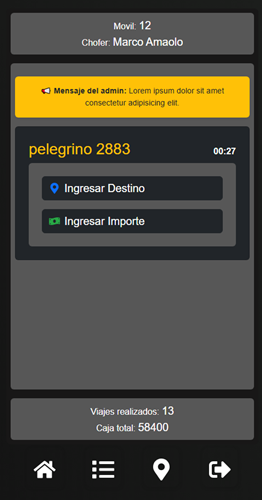 Movil: 12
Chofer: Marco Arnaolo
Mensaje del admin: Lorem ipsum dolor sit amet
consectetur adipisicing elit.
pelegrino 2883
00:27
Ingresar Destino
Ingresar Importe
Viajes realizados: 13
Caja total: 58400